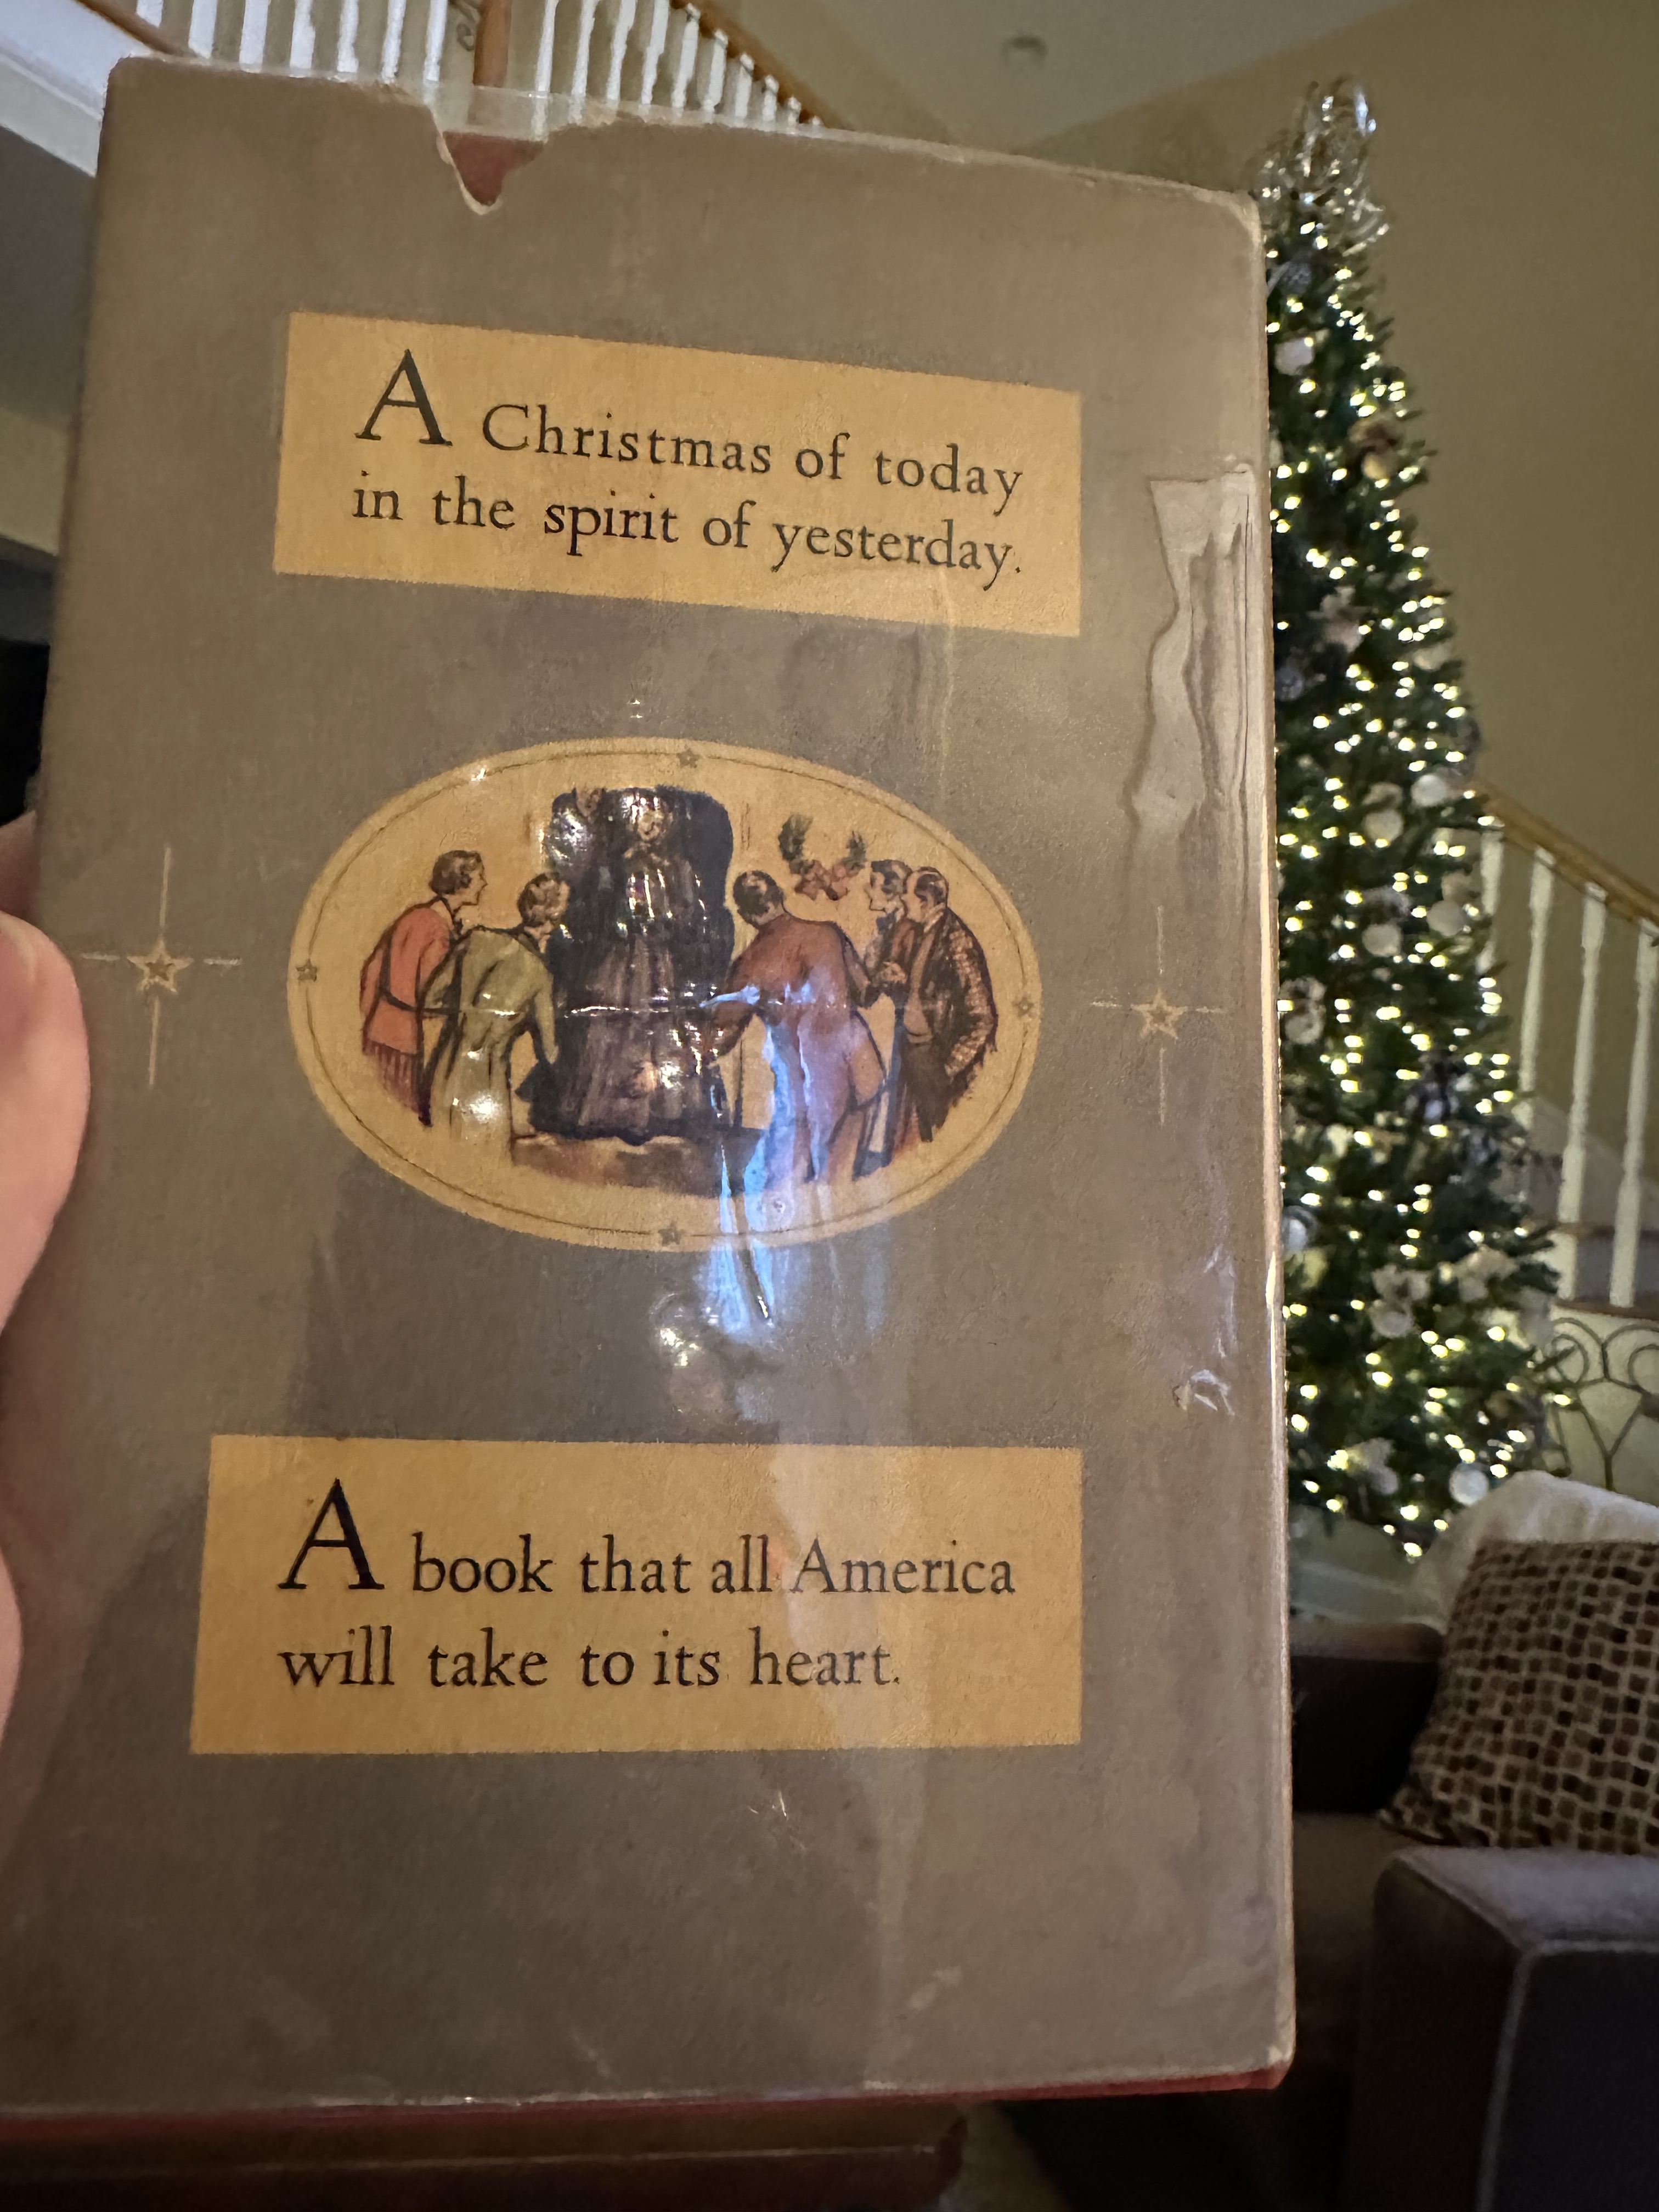 A Christmas of today
in the spirit of yesterday.
A book that all America
will take to its heart.